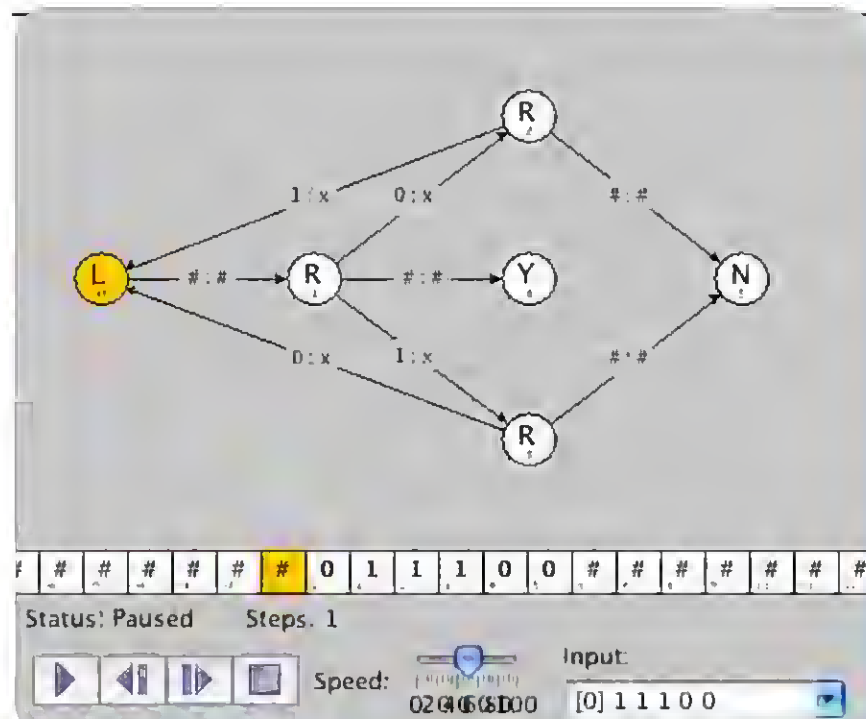 R
1 : x 0 : x # : #
L # : # R # : # Y N
0 : x 1 : x # : #
R
# # # # # # 0 1 1 1 0 0 # # # # # #
Status: Paused Steps. 1
Speed: Input:
[0] 1 1 1 0 0